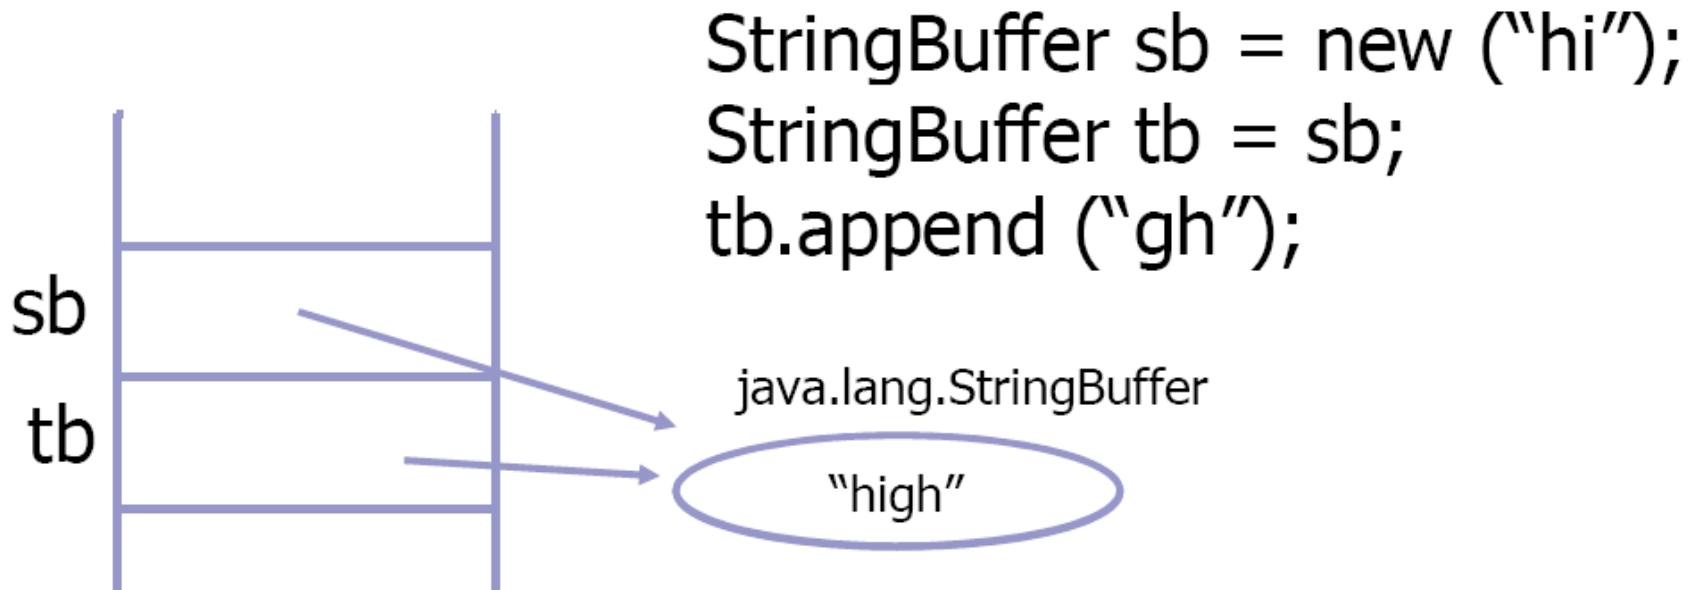 StringBuffer sb = new (“hi”);
StringBuffer tb = sb;
tb.append (“gh”);
sb
tb
java.lang.StringBuffer
“high”